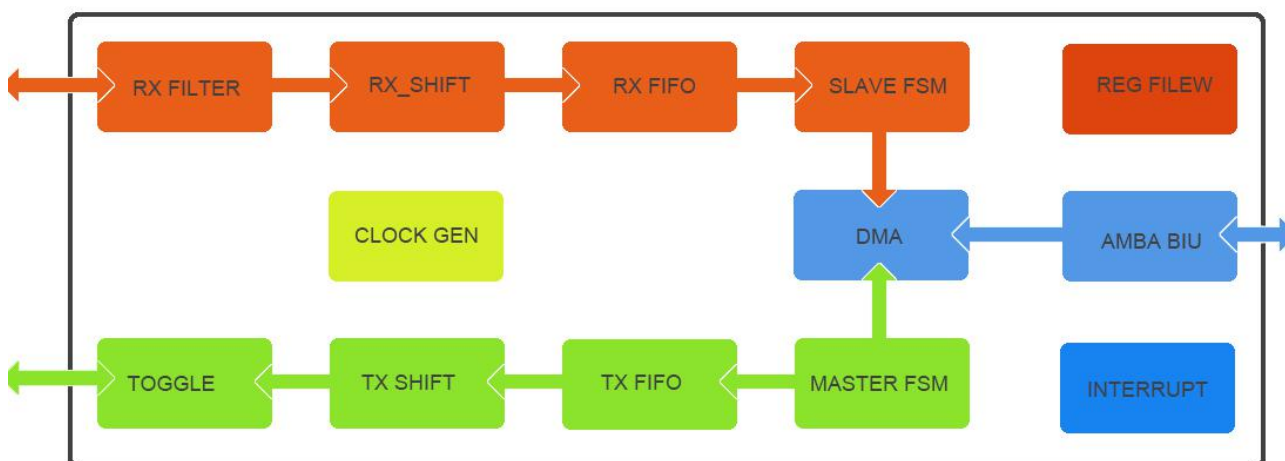 RX FILTER
RX_SHIFT
RX FIFO
SLAVE FSM
REG FILEW
CLOCK GEN
DMA
AMBA BIU
TOGGLE
TX SHIFT
TX FIFO
MASTER FSM
INTERRUPT